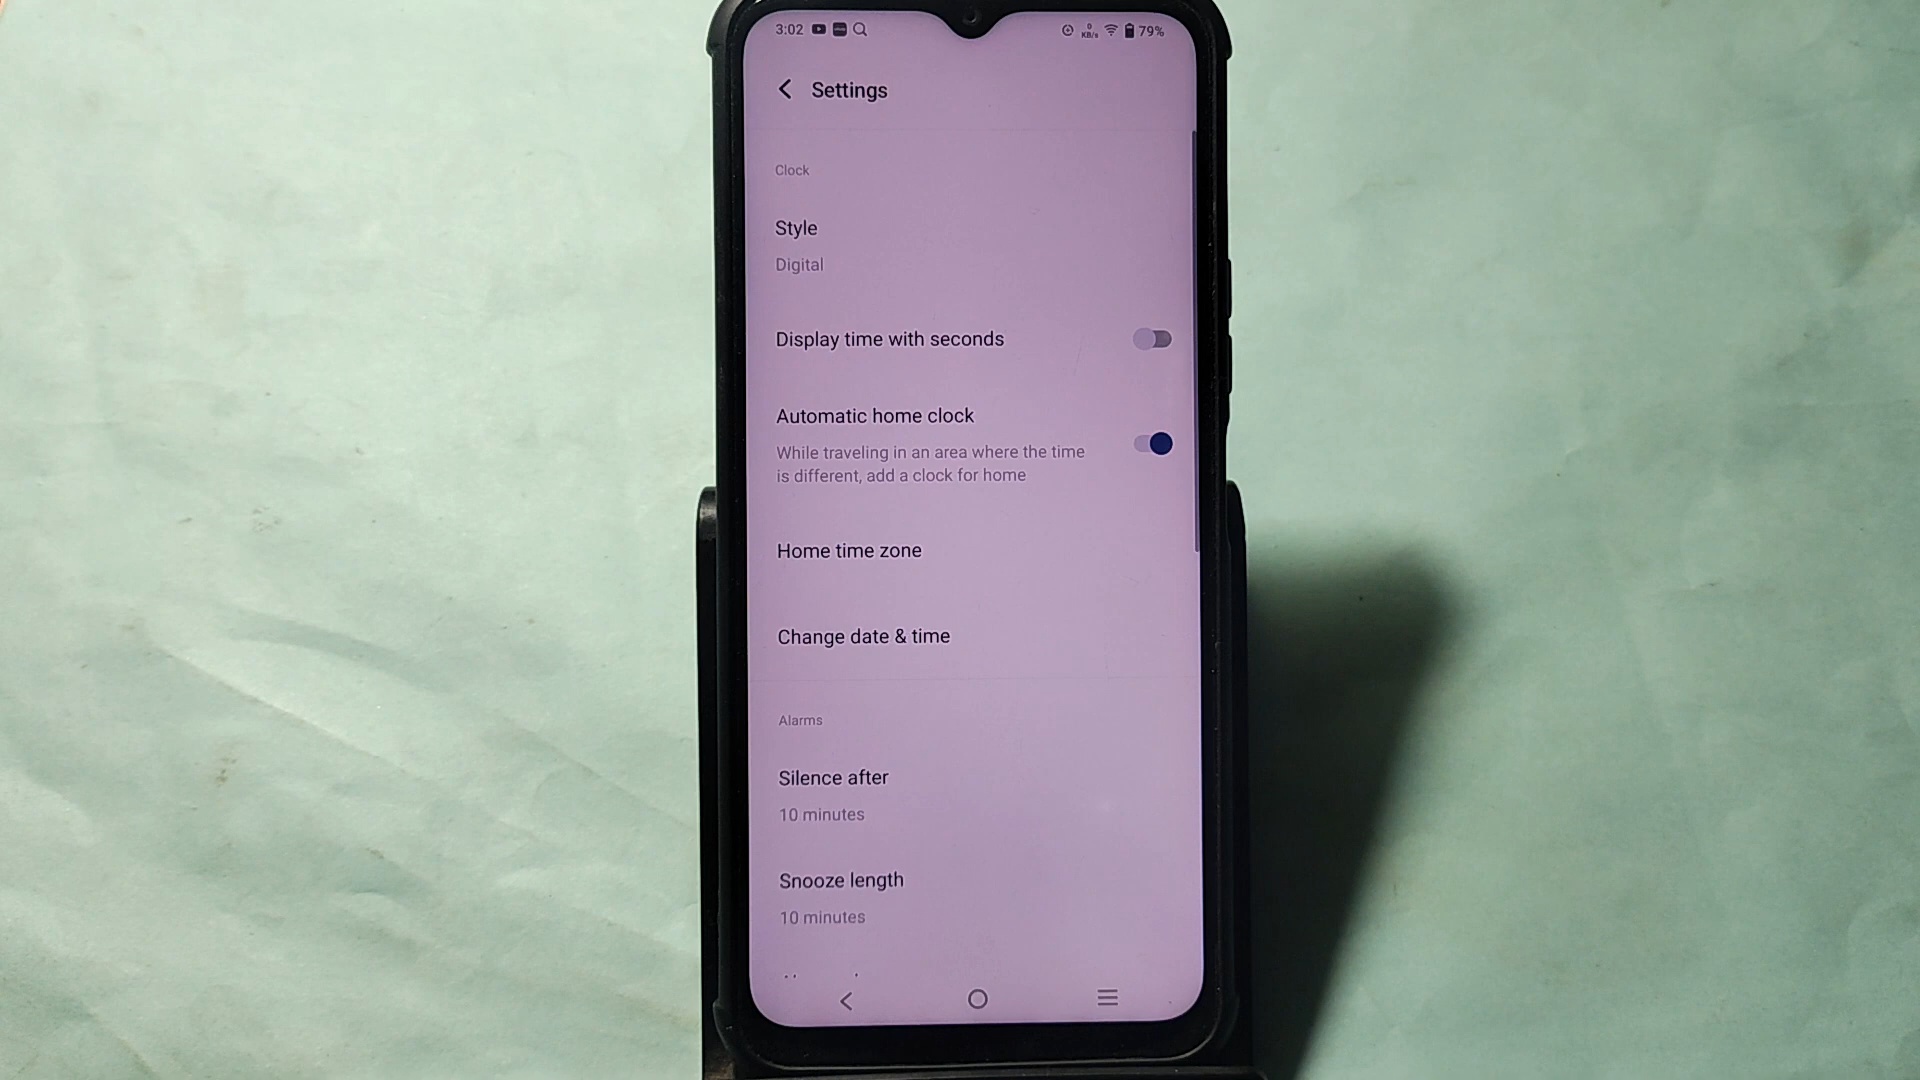 3:02
0
KB/s
79%
Settings
Clock
Style
Digital
Display time with seconds
Automatic home clock
While traveling in an area where the time
is different, add a clock for home
Home time zone
Change date & time
Alarms
Silence after
10 minutes
Snooze length
10 minutes